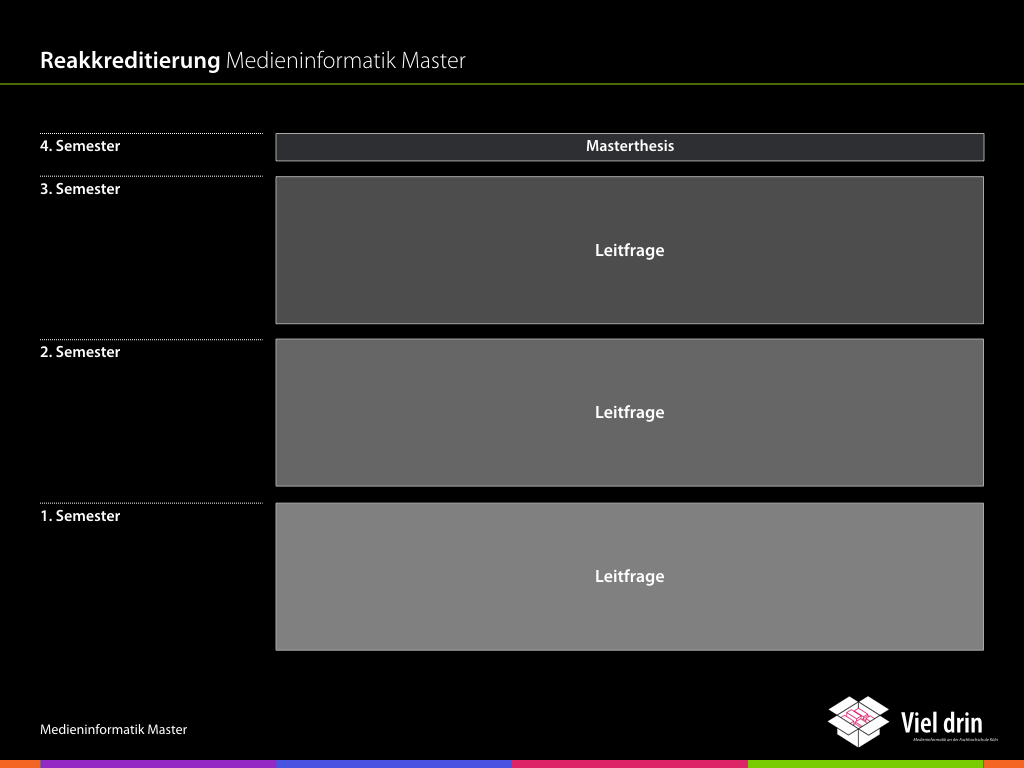 Reakkreditierung Medieninformatik Master
4. Semester
Masterthesis
3. Semester
Leitfrage
2. Semester
Leitfrage
1. Semester
Leitfrage
Medieninformatik Master
Viel drin
Medieninformatik an der Fachhochschule Köln